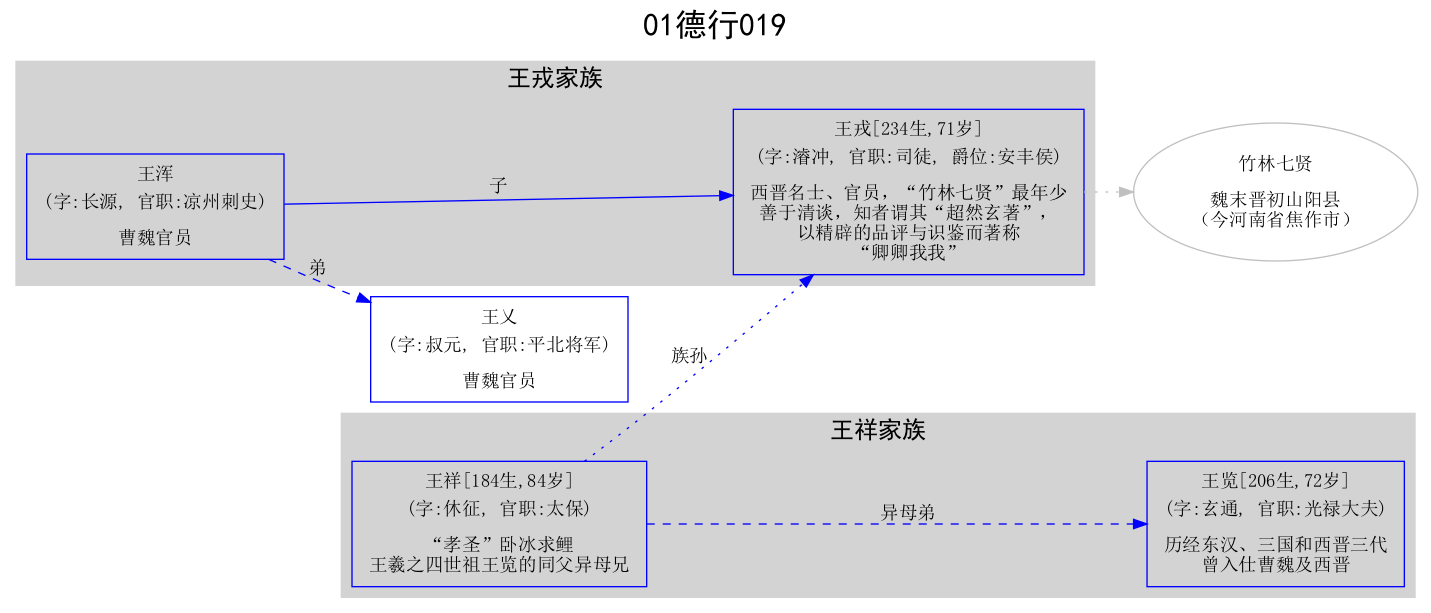 01德行019
王戎家族
王浑
(字:长源, 官职:凉州刺史)
曹魏官员
子
弟
王戎[234生,71岁]
(字:濬冲, 官职:司徒, 爵位:安丰侯)
西晋名士、官员，“竹林七贤”最年少
善于清谈，知者谓其“超然玄著”，
以精辟的品评与识鉴而著称
“卿卿我我”
竹林七贤
魏末晋初山阳县
（今河南省焦作市）
王乂
(字:叔元, 官职:平北将军)
曹魏官员
族孙
王祥家族
王祥[184生,84岁]
(字:休征, 官职:太保)
“孝圣”卧冰求鲤
王羲之四世祖王览的同父异母兄
异母弟
王览[206生,72岁]
(字:玄通, 官职:光禄大夫)
历经东汉、三国和西晋三代
曾入仕曹魏及西晋